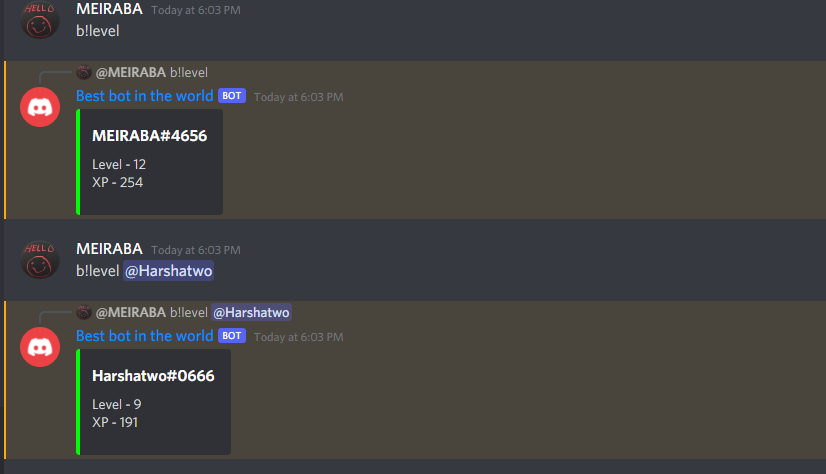 MEIRABA Today at 6:03 PM
b!level
@MEIRABA b!level
Best bot in the world BOT Today at 6:03 PM
MEIRABA#4656
Level - 12
XP - 254
HELLO
MEIRABA Today at 6:03 PM
b!level @Harshatwo
@MEIRABA b!level @Harshatwo
Best bot in the world BOT Today at 6:03 PM
Harshatwo#0666
Level - 9
XP - 191